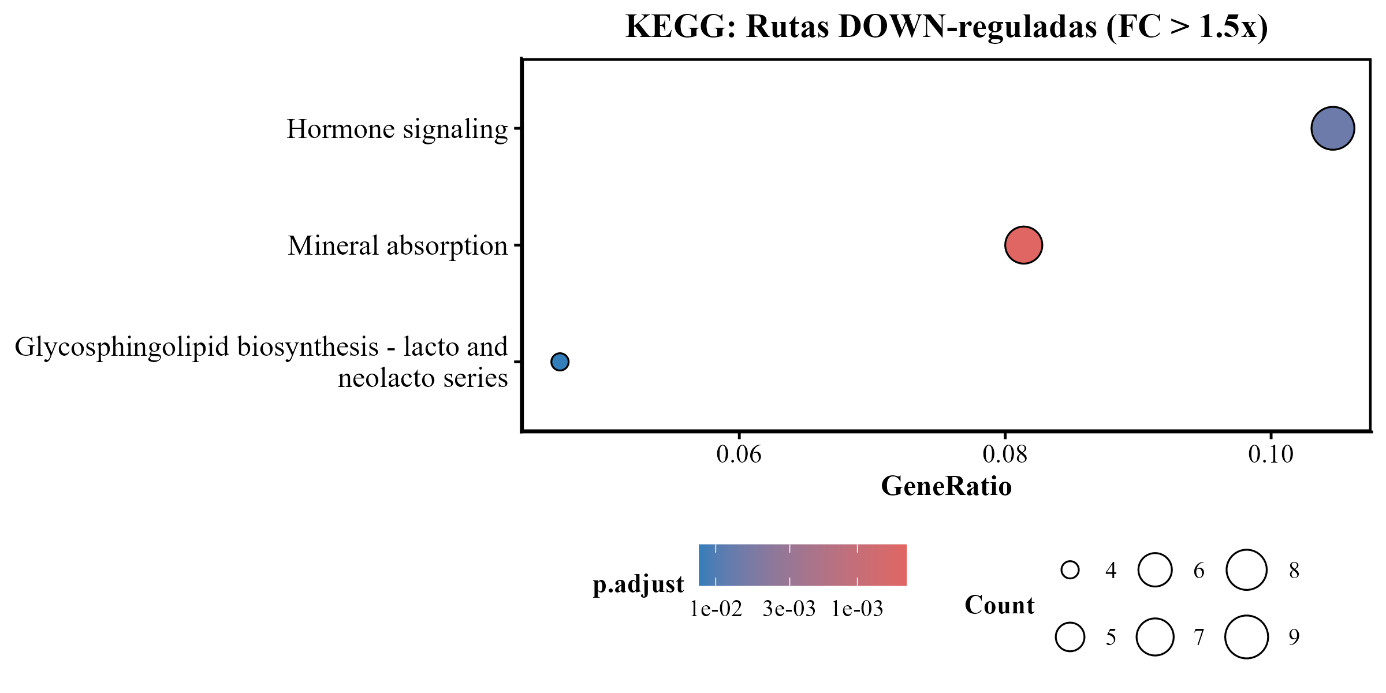 KEGG: Rutas DOWN-reguladas (FC > 1.5x)
Hormone signaling
Mineral absorption
Glycosphingolipid biosynthesis - lacto and
neolacto series
0.06 0.08 0.10
GeneRatio
p.adjust
1e-02 3e-03 1e-03
Count
4 6 8
5 7 9